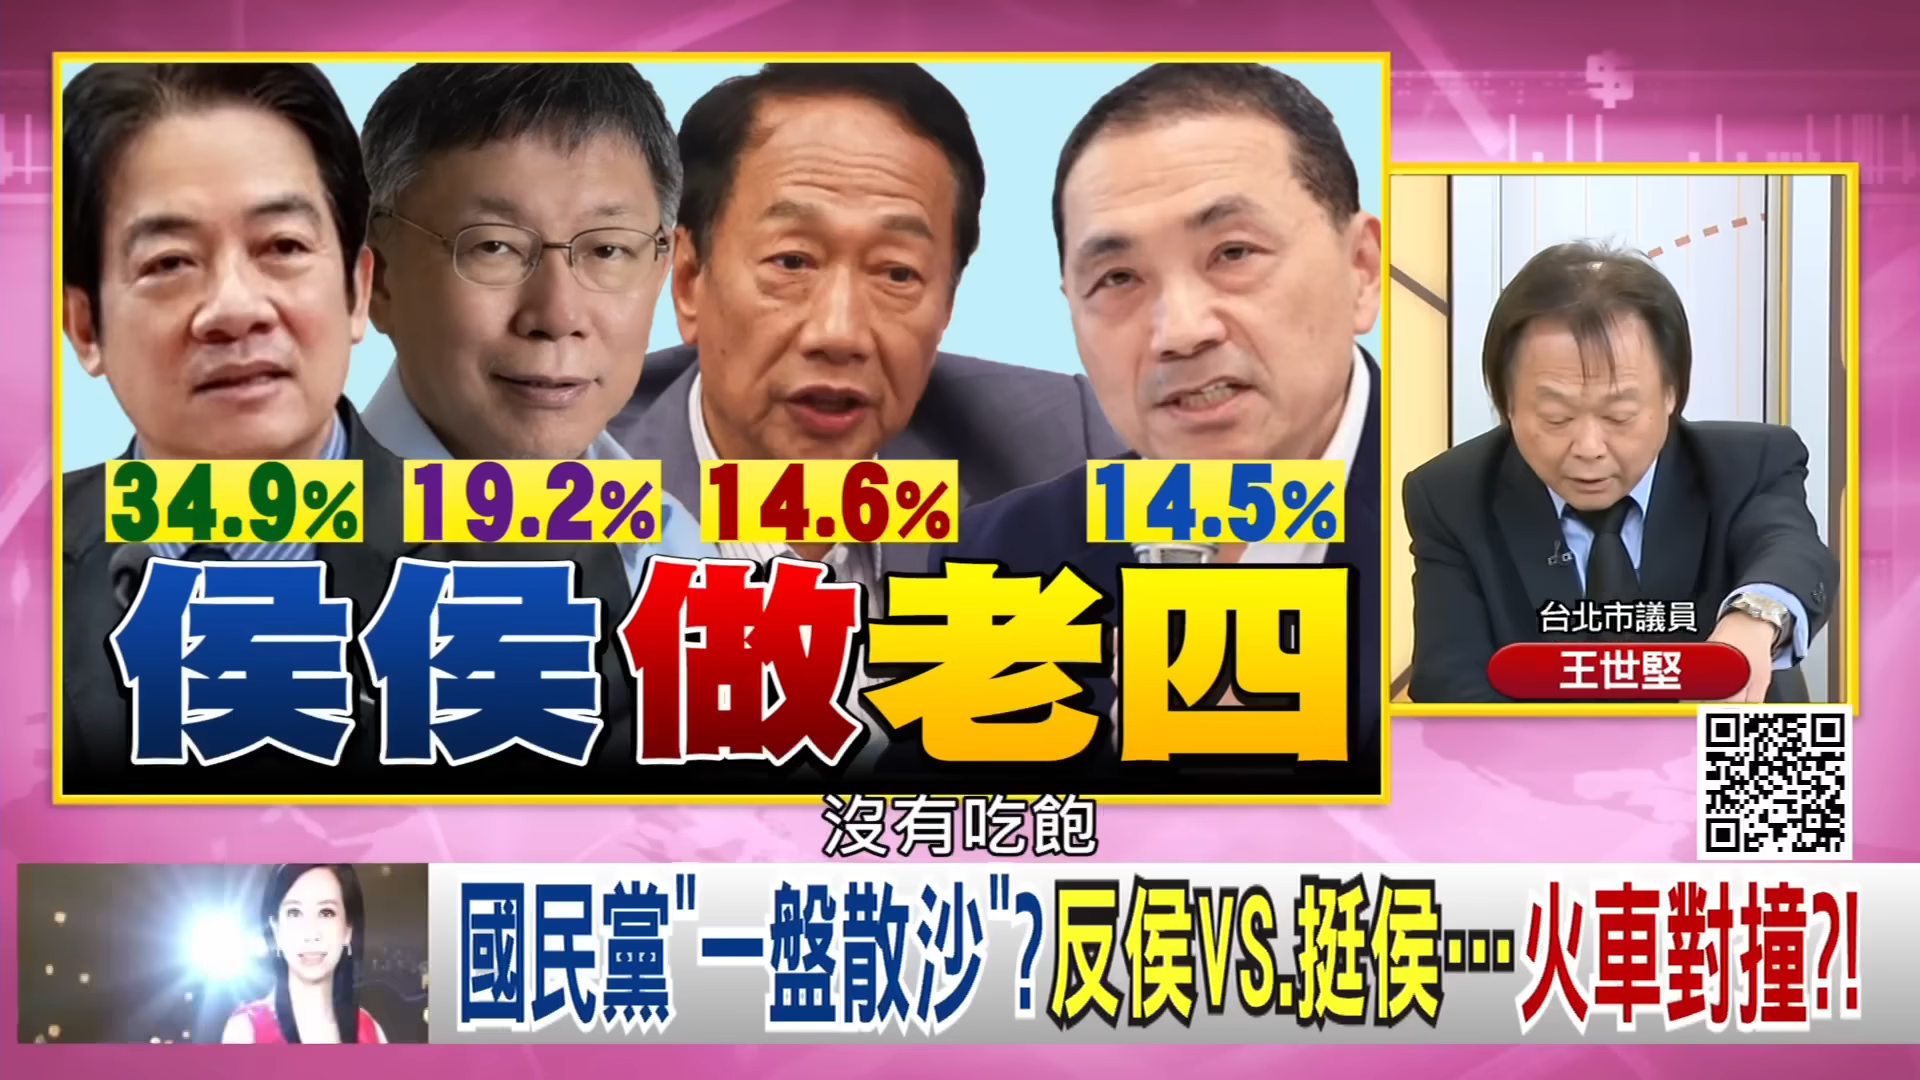 34.9% 19.2% 14.6% 14.5%
侯侯做老四
台北市議員
王世堅
沒有吃飽
國民黨"一盤散沙"?反侯VS.挺侯…火車對撞?!